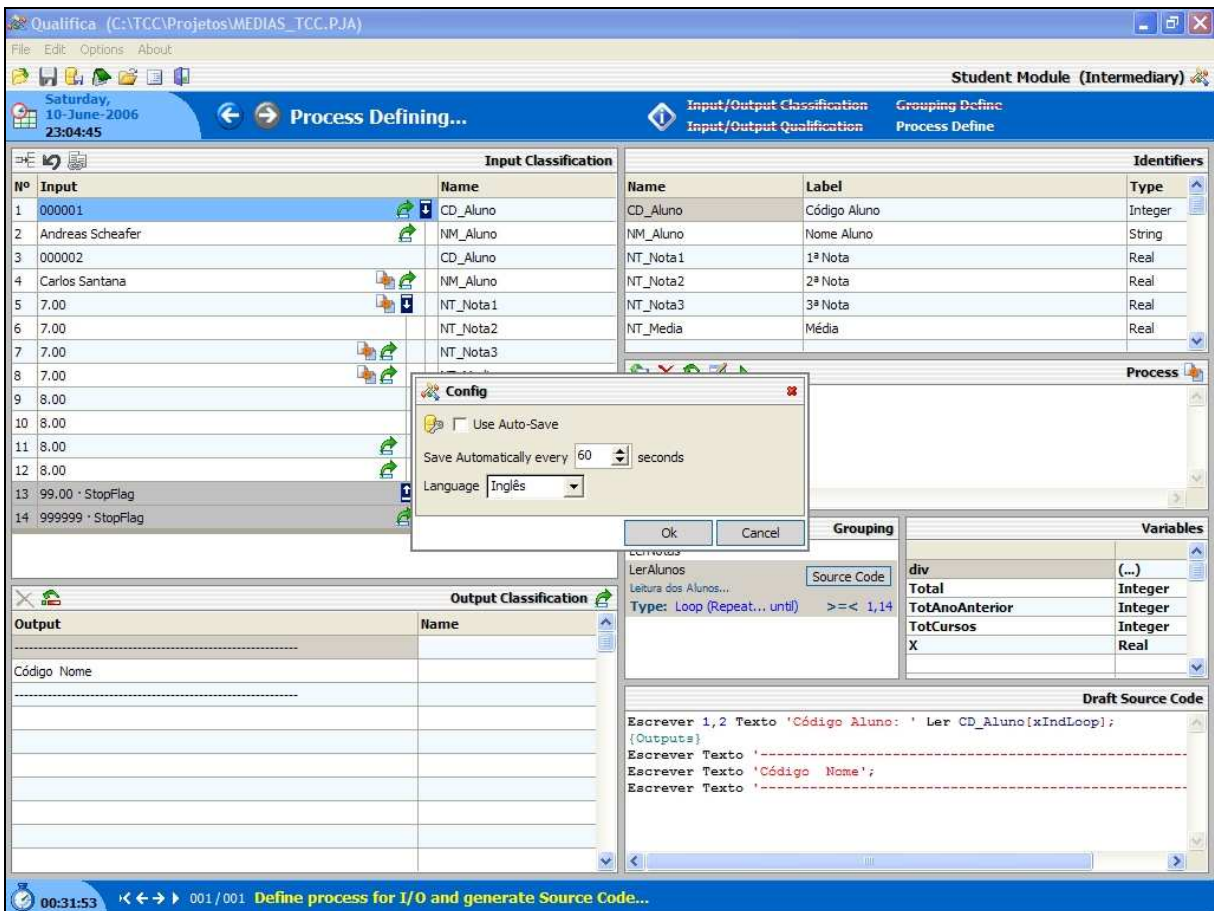 Qualifica (C:\TCC\Projetos\MEDIAS_TCC.PJA)
File Edit Options About
Student Module (Intermediary)
Saturday,
10-June-2006
23:04:45
Process Defining...
Input/Output Classification
Input/Output Qualification
Grouping Define
Process Define
Input Classification
Nº Input Name
1 000001 CD_Aluno
2 Andreas Scheafer NM_Aluno
3 000002 CD_Aluno
4 Carlos Santana NM_Aluno
5 7.00 NT_Nota1
6 7.00 NT_Nota2
7 7.00 NT_Nota3
8 7.00
9 8.00
10 8.00
11 8.00
12 8.00
13 99.00 · StopFlag
14 999999 · StopFlag
Identifiers
Name Label Type
CD_Aluno Código Aluno Integer
NM_Aluno Nome Aluno String
NT_Nota1 1ª Nota Real
NT_Nota2 2ª Nota Real
NT_Nota3 3ª Nota Real
NT_Media Média Real
Process
Config
Use Auto-Save
Save Automatically every 60 seconds
Language Inglês
Ok Cancel
Grouping
LerAlunos
Source Code
Leitura dos Alunos...
Type: Loop (Repeat... until) >=< 1,14
Variables
div (...)
Total Integer
TotAnoAnterior Integer
TotCursos Integer
X Real
Output Classification
Output Name
---------------------------------------------------------------
Código Nome
---------------------------------------------------------------
Draft Source Code
Escrever 1,2 Texto 'Código Aluno: ' Ler CD_Aluno[xIndLoop];
{Outputs}
Escrever Texto '------------------------------------------------------
Escrever Texto 'Código  Nome';
Escrever Texto '------------------------------------------------------
00:31:53 001/001 Define process for I/O and generate Source Code...